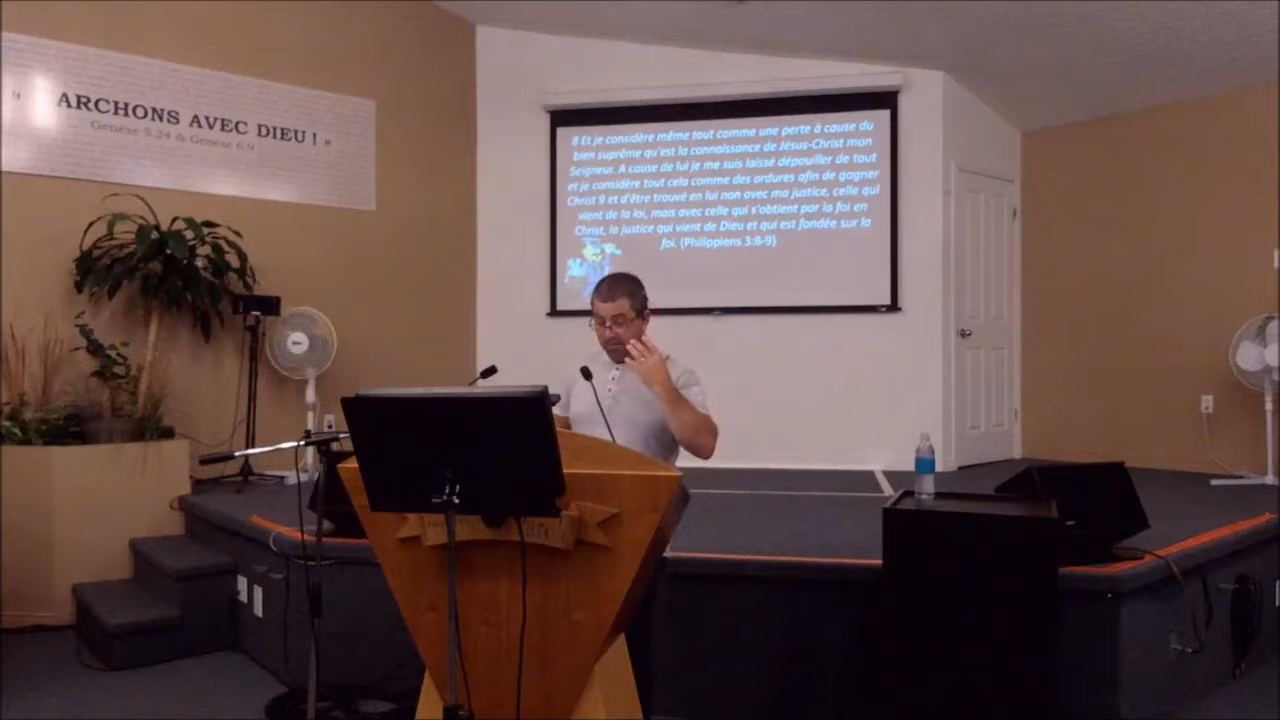 " ARCHONS AVEC DIEU ! "
Genèse 5.24 & Genèse 6.9
8 Et je considère même tout comme une perte à cause du
bien suprême qu'est la connaissance de Jésus-Christ mon
Seigneur. A cause de lui je me suis laissé dépouiller de tout
et je considère tout cela comme des ordures afin de gagner
Christ 9 et d'être trouvé en lui non avec ma justice, celle qui
vient de la loi, mais avec celle qui s'obtient par la foi en
Christ, la justice qui vient de Dieu et qui est fondée sur la
foi. (Philippiens 3:8-9)